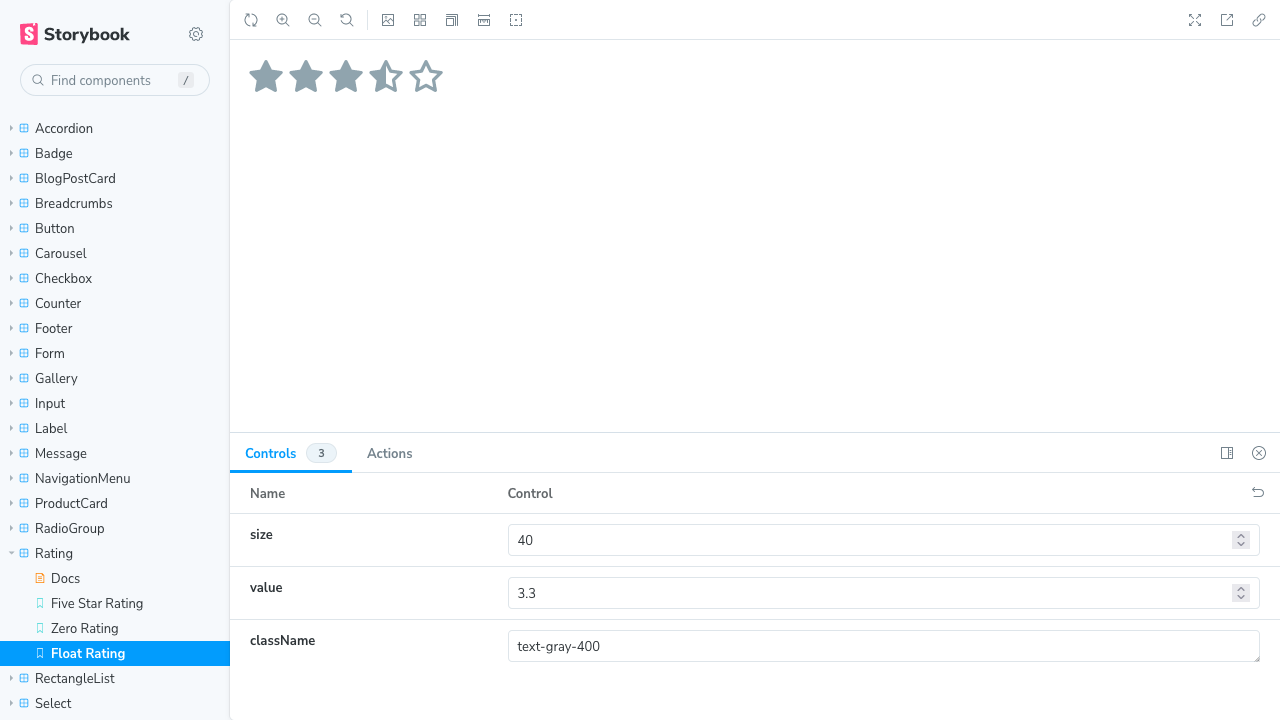 Storybook
Find components /
Accordion
Badge
BlogPostCard
Breadcrumbs
Button
Carousel
Checkbox
Counter
Footer
Form
Gallery
Input
Label
Message
NavigationMenu
ProductCard
RadioGroup
Rating
Docs
Five Star Rating
Zero Rating
Float Rating
RectangleList
Select
Controls 3 Actions
Name Control
size 40
value 3.3
className text-gray-400